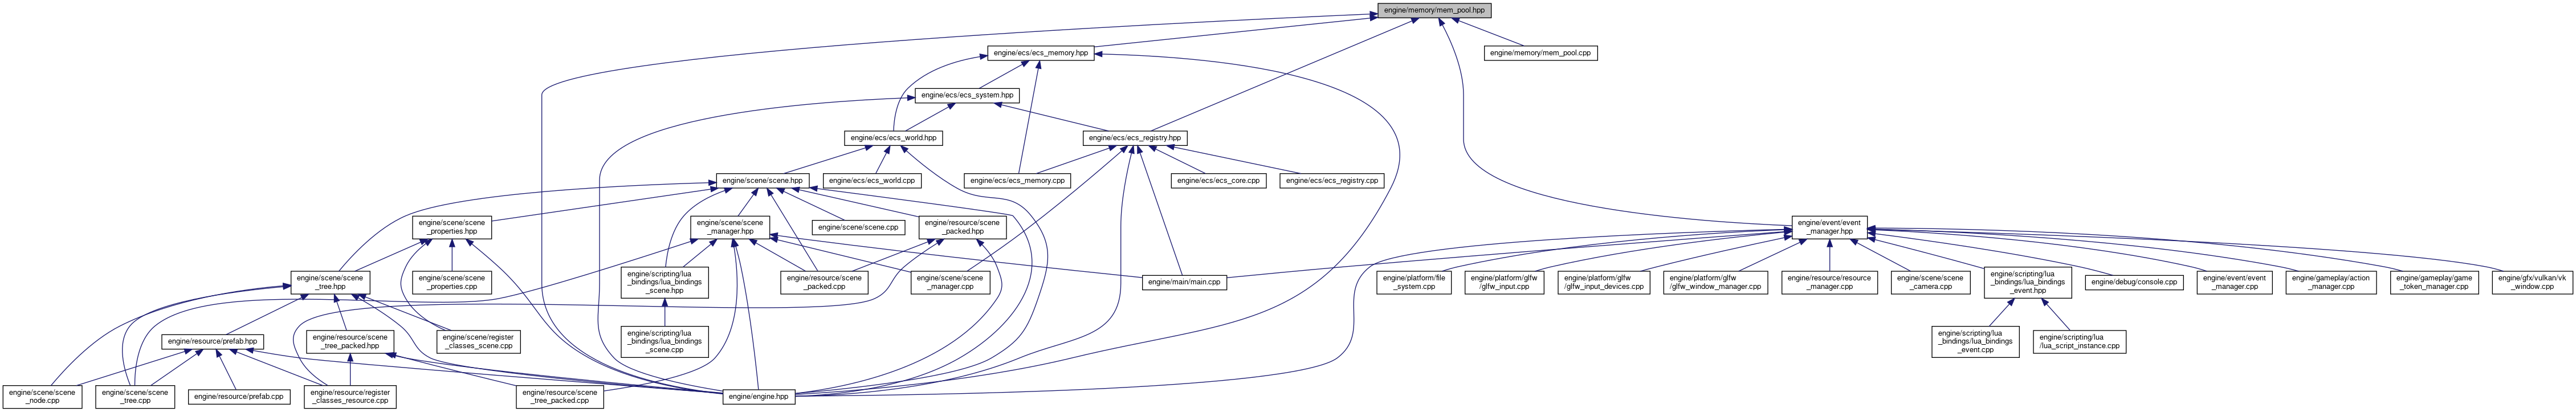 engine/memory/mem_pool.hpp
engine/ecs/ecs_memory.hpp
engine/memory/mem_pool.cpp
engine/ecs/ecs_system.hpp
engine/ecs/ecs_world.hpp
engine/ecs/ecs_registry.hpp
engine/scene/scene.hpp
engine/ecs/ecs_world.cpp
engine/ecs/ecs_memory.cpp
engine/ecs/ecs_core.cpp
engine/ecs/ecs_registry.cpp
engine/scene/scene
_properties.hpp
engine/scene/scene
_manager.hpp
engine/scene/scene.cpp
engine/resource/scene
_packed.hpp
engine/event/event
_manager.hpp
engine/scene/scene
_tree.hpp
engine/scene/scene
_properties.cpp
engine/scripting/lua
_bindings/lua_bindings
_scene.hpp
engine/resource/scene
_packed.cpp
engine/scene/scene
_manager.cpp
engine/main/main.cpp
engine/platform/file
_system.cpp
engine/platform/glfw
/glfw_input.cpp
engine/platform/glfw
/glfw_input_devices.cpp
engine/platform/glfw
/glfw_window_manager.cpp
engine/resource/resource
_manager.cpp
engine/scene/scene
_camera.cpp
engine/scripting/lua
_bindings/lua_bindings
_event.hpp
engine/debug/console.cpp
engine/event/event
_manager.cpp
engine/gameplay/action
_manager.cpp
engine/gameplay/game
_token_manager.cpp
engine/gfx/vulkan/vk
_window.cpp
engine/resource/prefab.hpp
engine/resource/scene
_tree_packed.hpp
engine/scene/register
_classes_scene.cpp
engine/scripting/lua
_bindings/lua_bindings
_scene.cpp
engine/scripting/lua
_bindings/lua_bindings
_event.cpp
engine/scripting/lua
/lua_script_instance.cpp
engine/scene/scene
_node.cpp
engine/scene/scene
_tree.cpp
engine/resource/prefab.cpp
engine/resource/register
_classes_resource.cpp
engine/resource/scene
_tree_packed.cpp
engine/engine.hpp